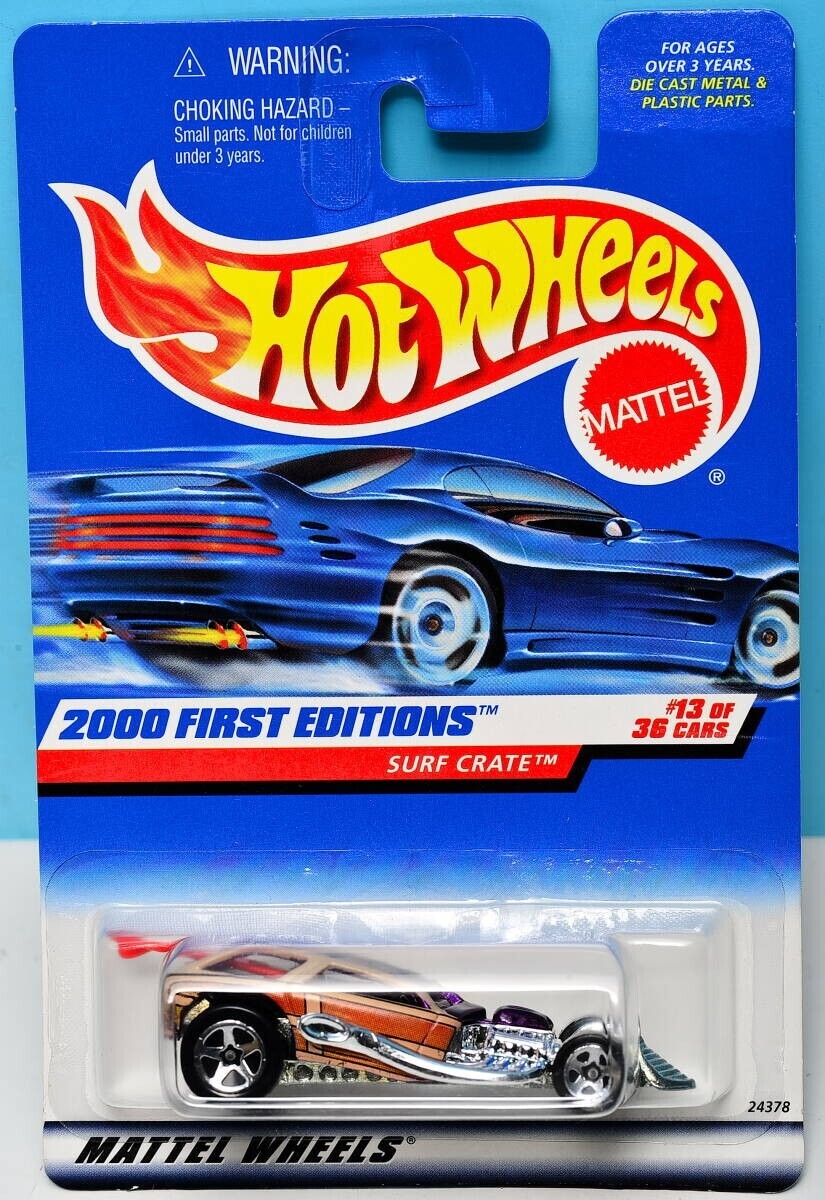 WARNING:
CHOKING HAZARD –
Small parts. Not for children
under 3 years.
FOR AGES
OVER 3 YEARS.
DIE CAST METAL &
PLASTIC PARTS.
Hot Wheels
MATTEL
®
2000 FIRST EDITIONS™
#13 OF
36 CARS
SURF CRATE™
24378
MATTEL WHEELS®